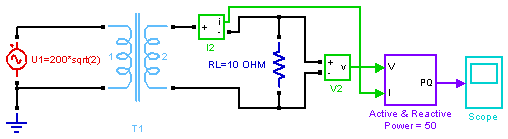 + i
-
I2
+
-
v
V2
U1=200*sqrt(2)
1
2
RL=10 OHM
V
I
PQ
Active & Reactive
Power = 50
Scope
T1